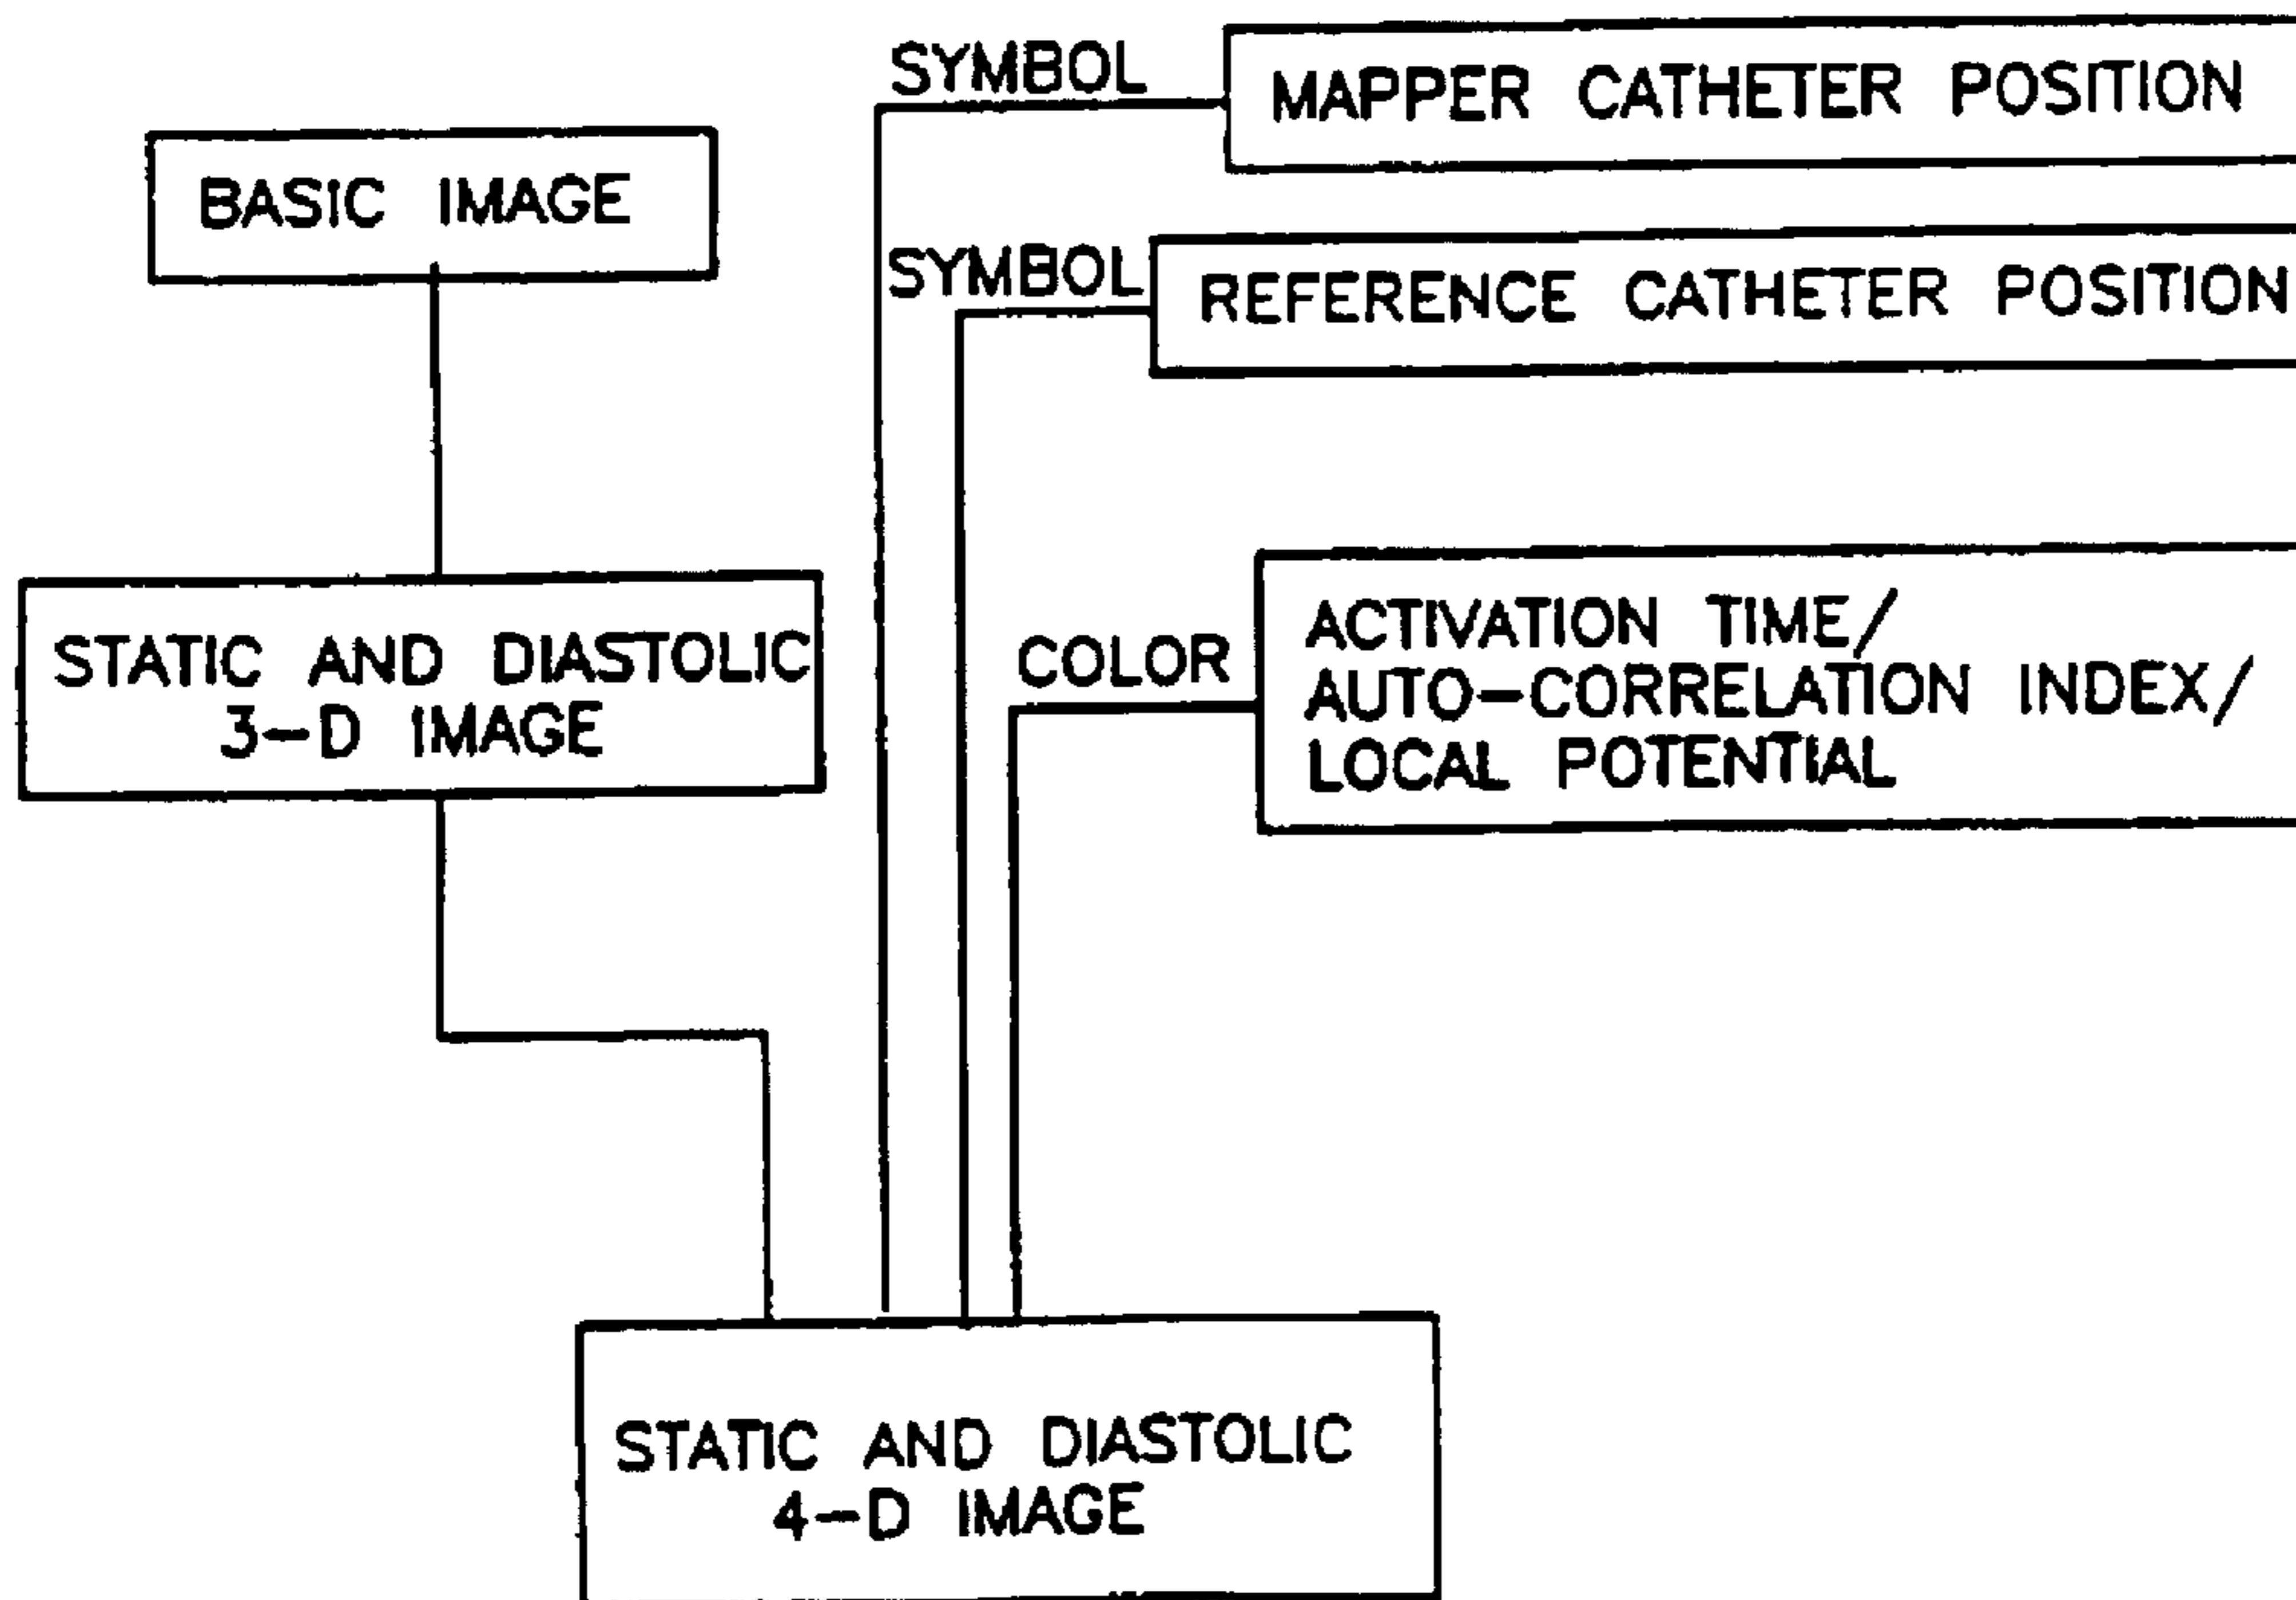 SYMBOL
MAPPER CATHETER POSITION
BASIC IMAGE
SYMBOL
REFERENCE CATHETER POSITION
STATIC AND DIASTOLIC
3-D IMAGE
COLOR
ACTIVATION TIME/
AUTO-CORRELATION INDEX/
LOCAL POTENTIAL
STATIC AND DIASTOLIC
4-D IMAGE